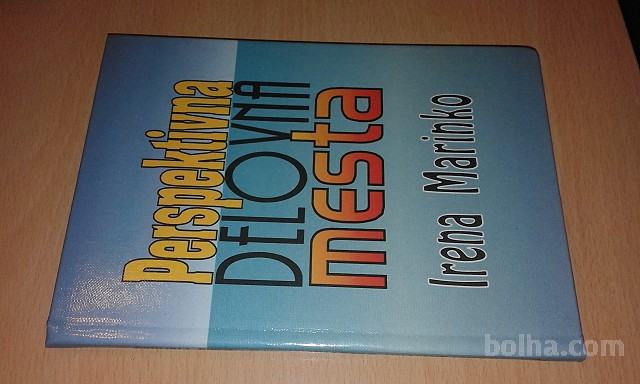 Perspektivna
DELOVNA
mesta
Irena Marinko
bolha.com